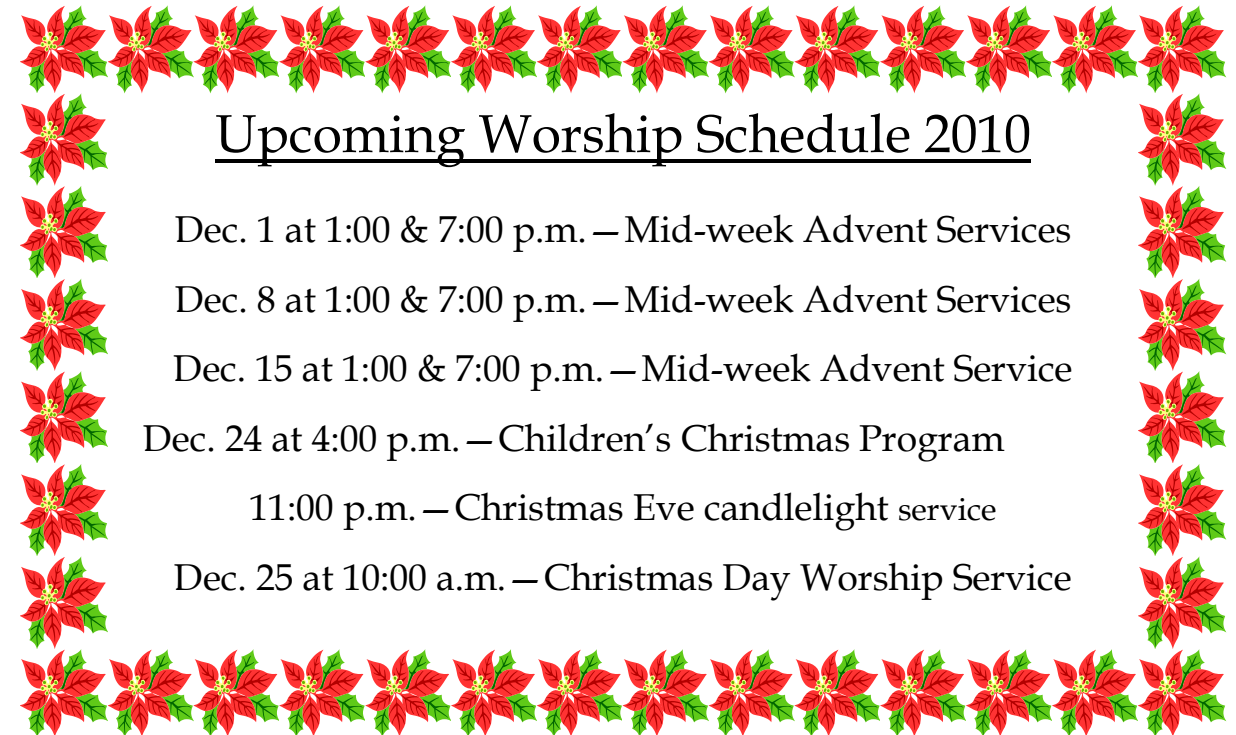 Upcoming Worship Schedule 2010
Dec. 1 at 1:00 & 7:00 p.m.—Mid-week Advent Services
Dec. 8 at 1:00 & 7:00 p.m.—Mid-week Advent Services
Dec. 15 at 1:00 & 7:00 p.m.—Mid-week Advent Service
Dec. 24 at 4:00 p.m.—Children’s Christmas Program
11:00 p.m.—Christmas Eve candlelight service
Dec. 25 at 10:00 a.m.—Christmas Day Worship Service